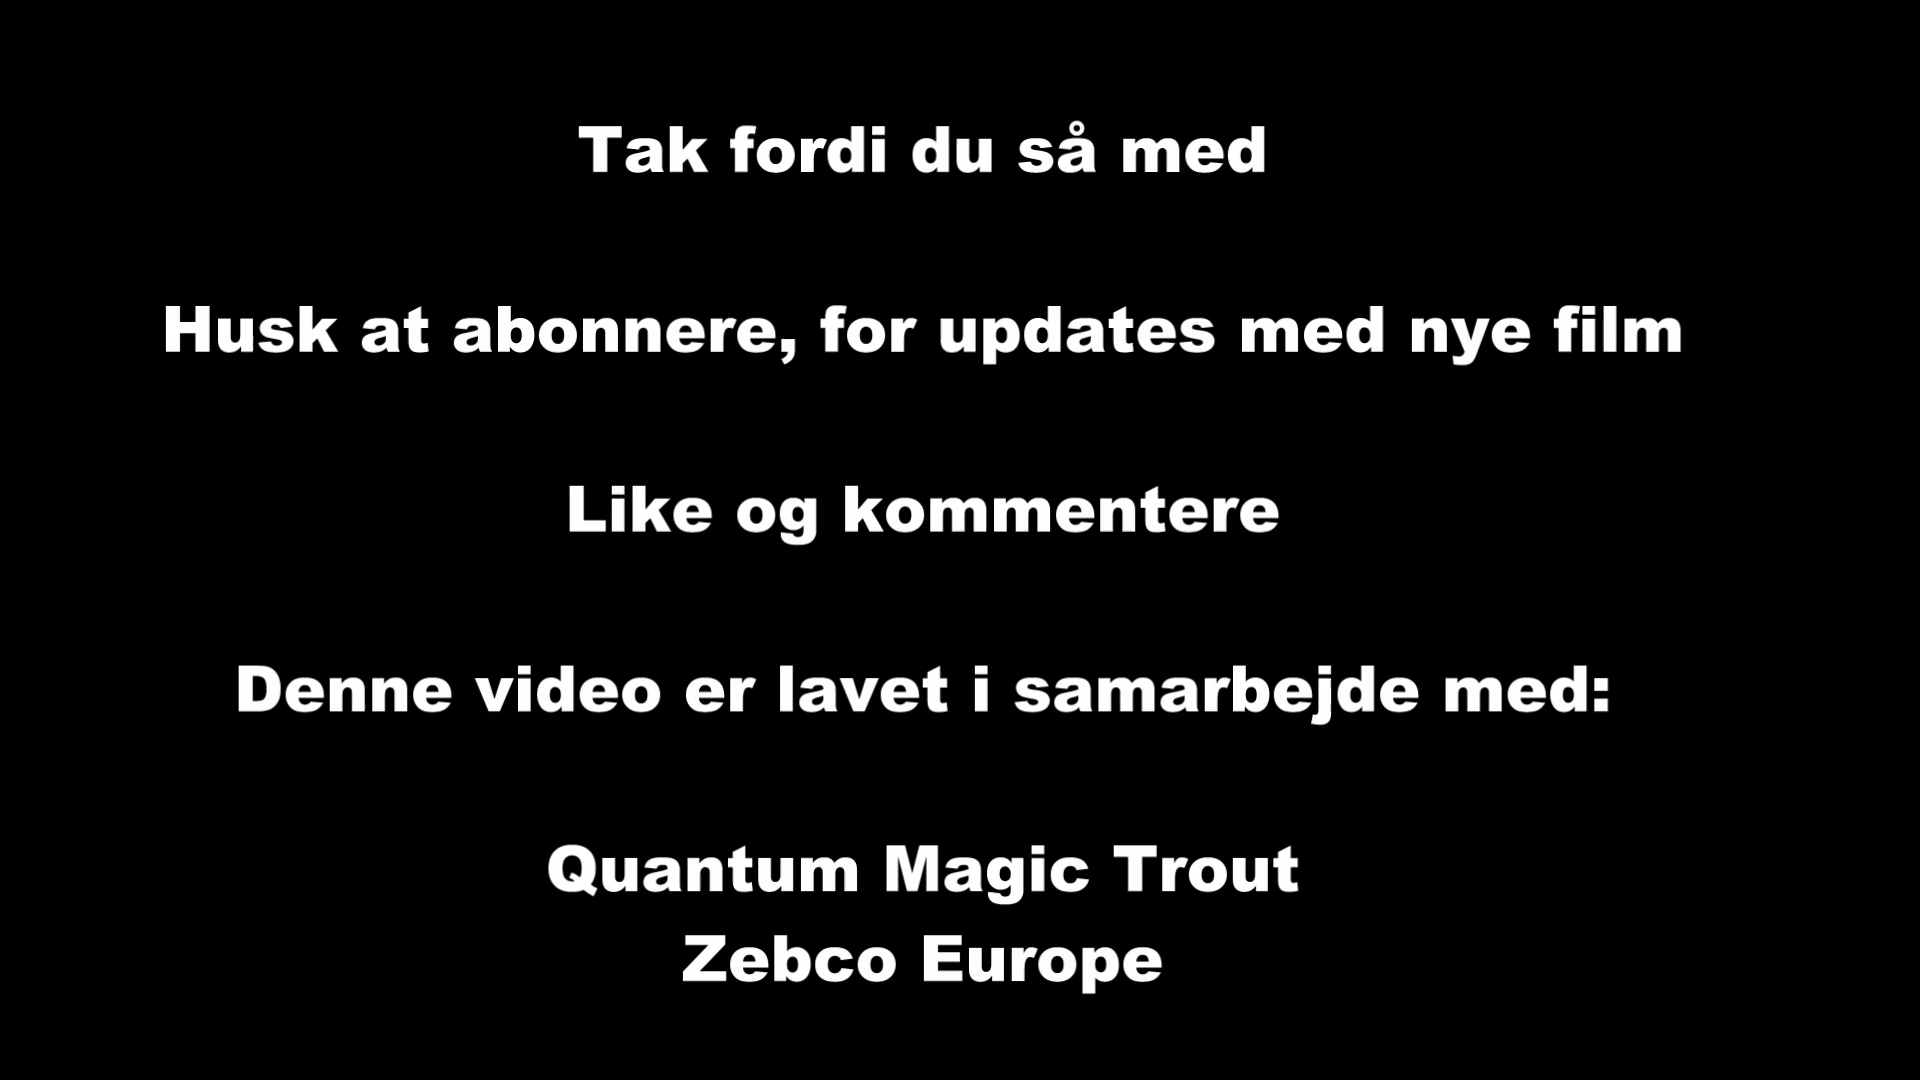 Tak fordi du så med
Husk at abonnere, for updates med nye film
Like og kommentere
Denne video er lavet i samarbejde med:
Quantum Magic Trout
Zebco Europe